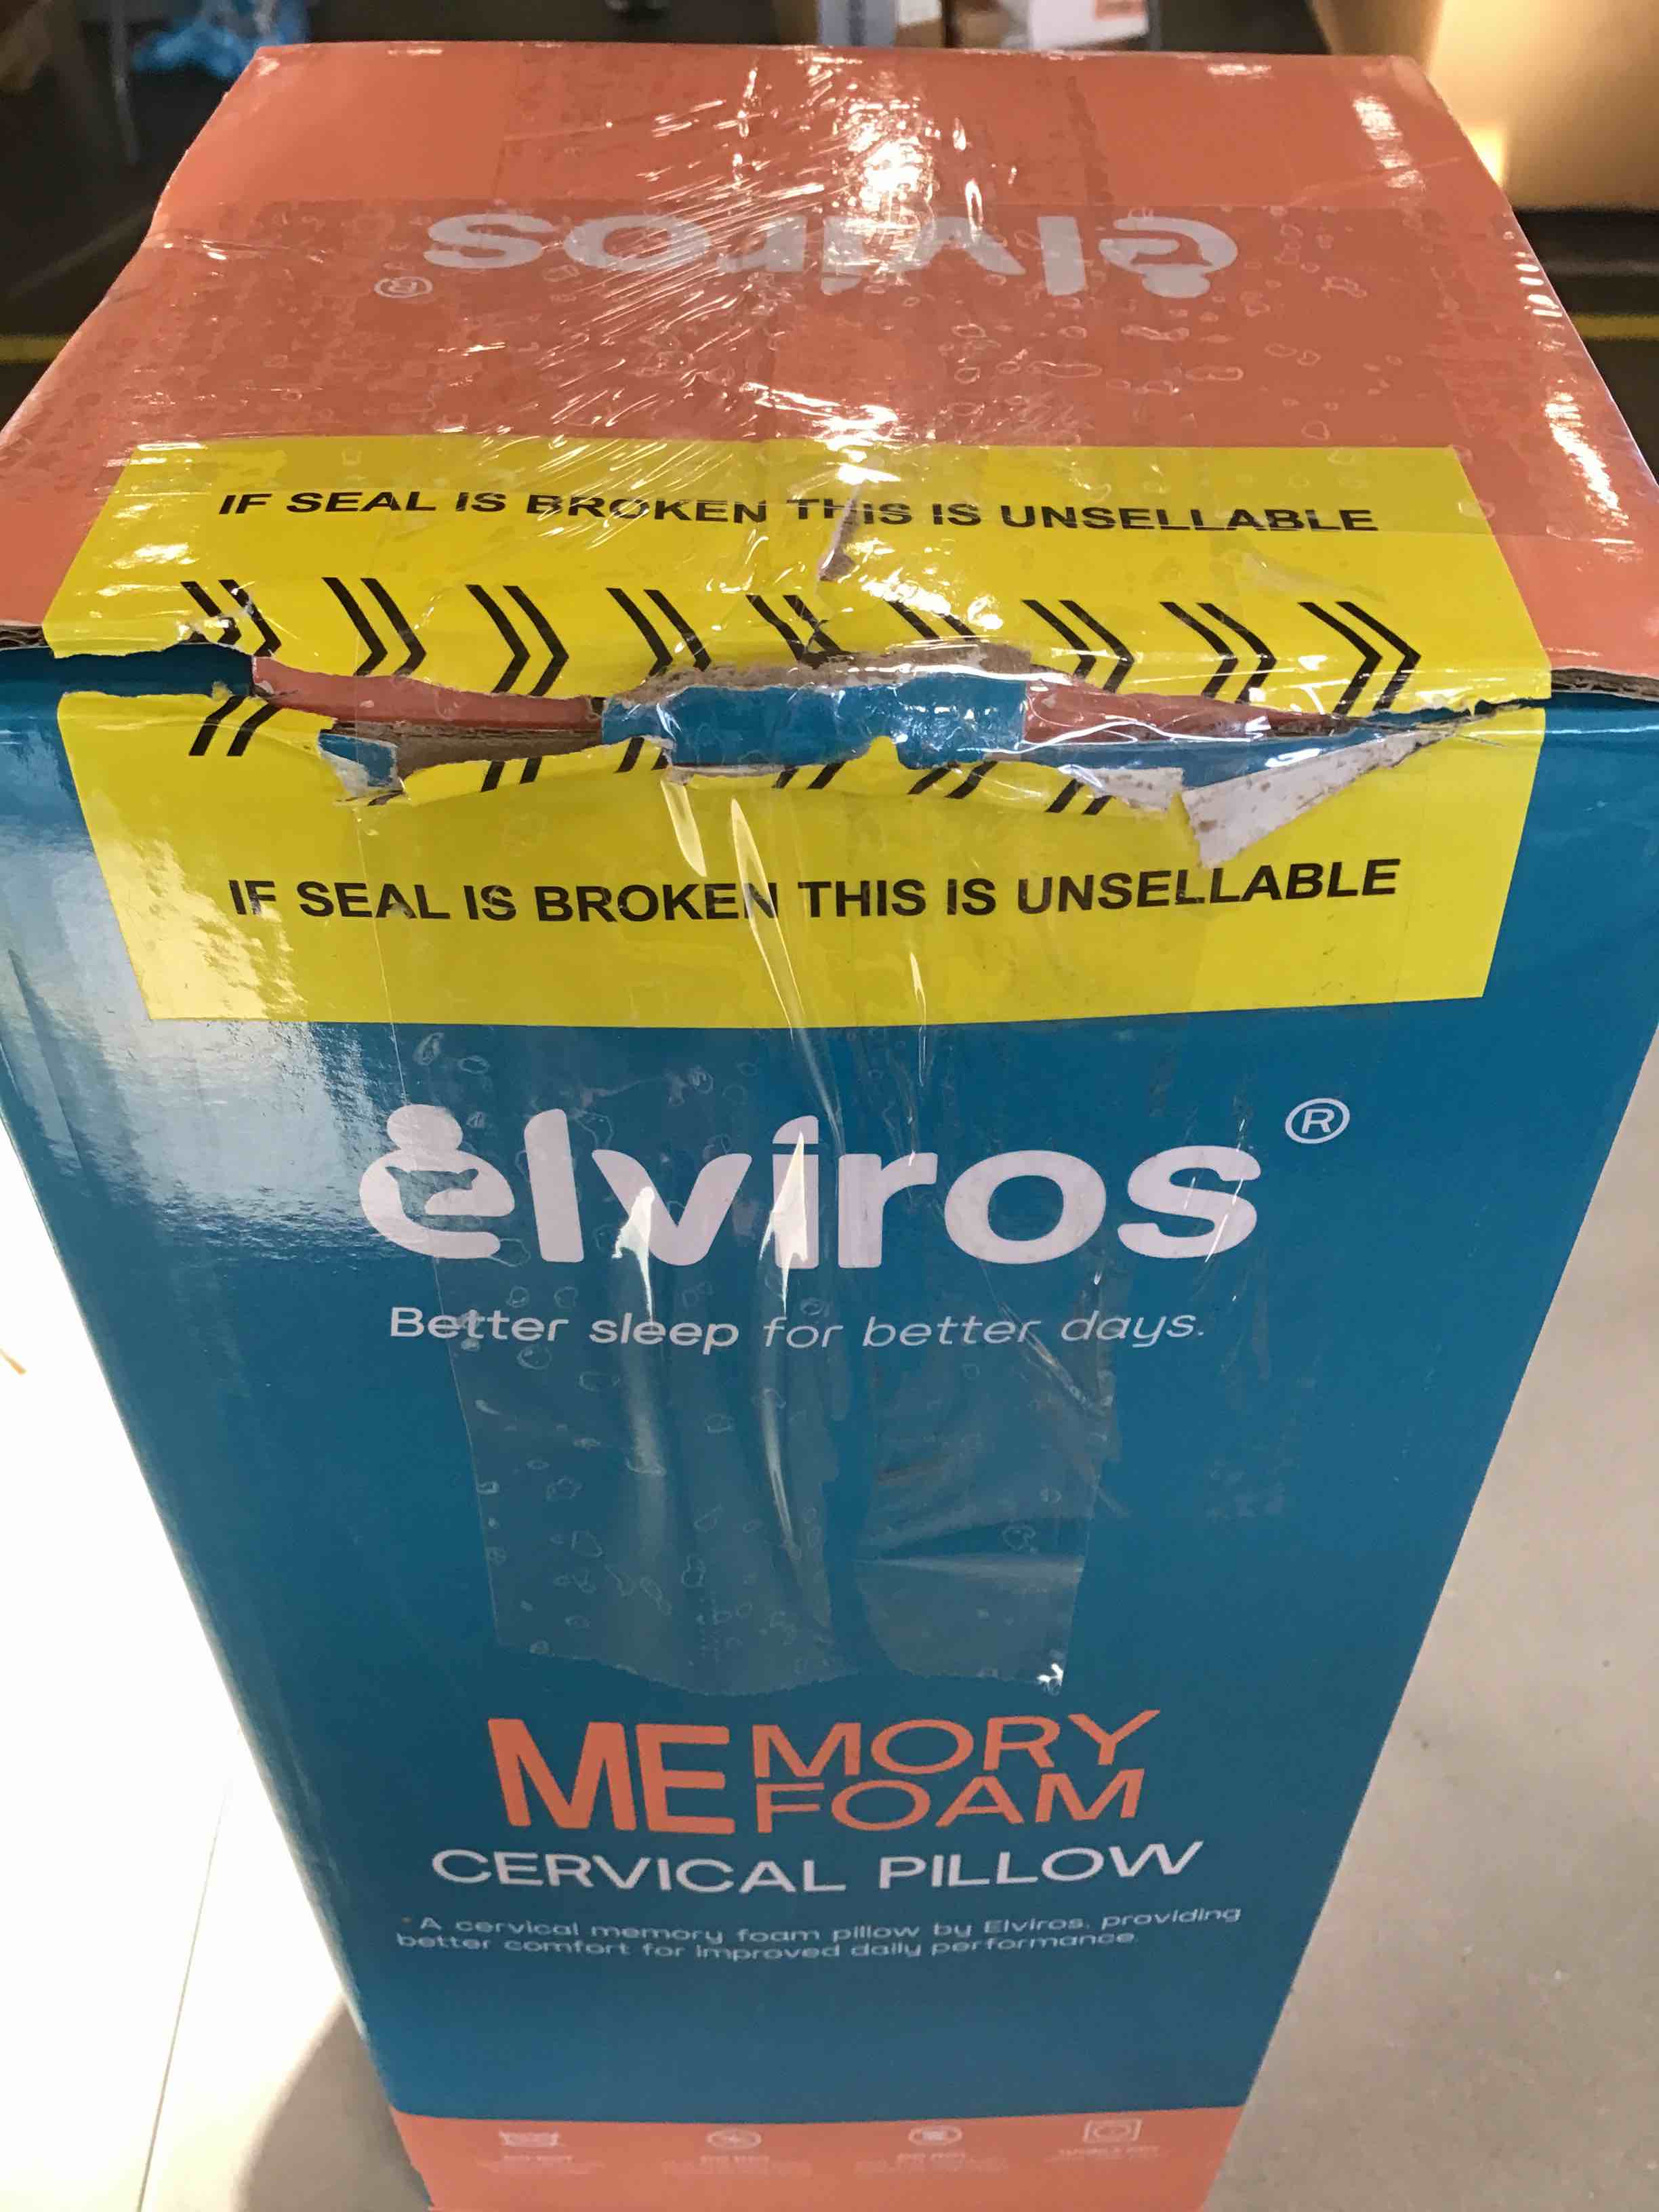 elviros
®
IF SEAL IS BROKEN THIS IS UNSELLABLE
IF SEAL IS BROKEN THIS IS UNSELLABLE
elviros®
Better sleep for better days.
MEMORY
FOAM
CERVICAL PILLOW
*A cervical memory foam pillow by Elviros, providing
better comfort for improved daily performance.